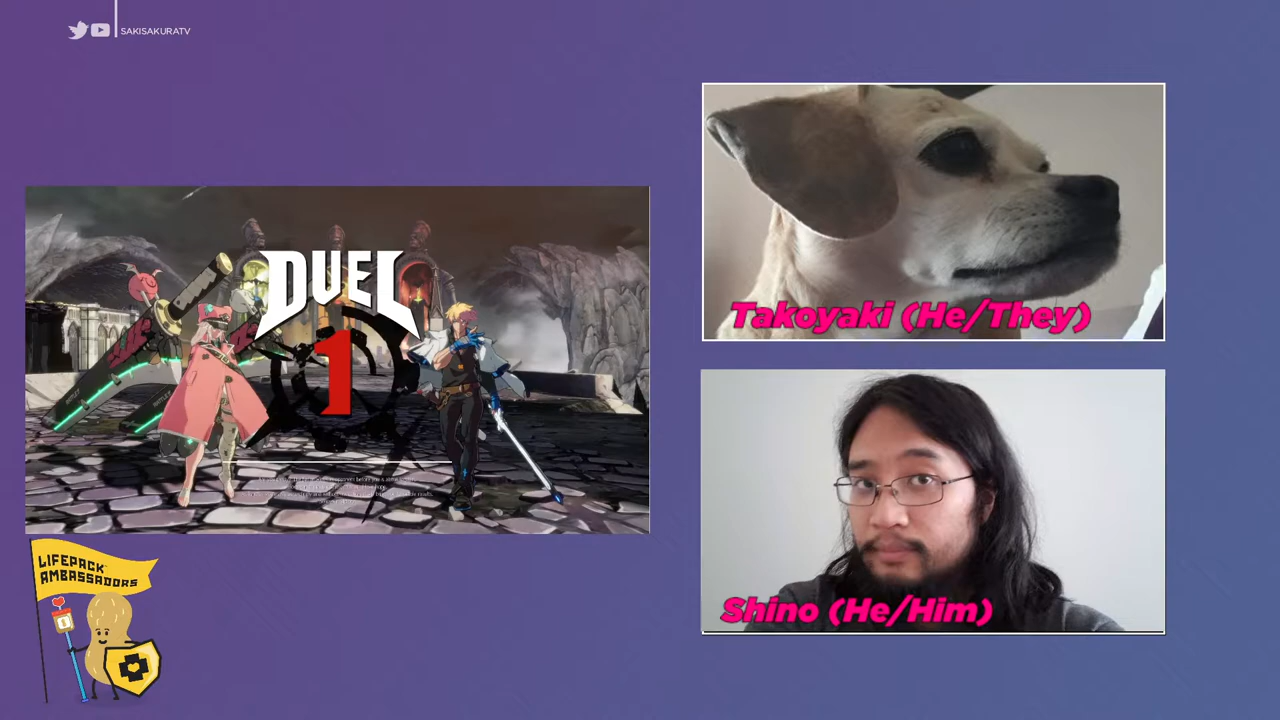 SAKISAKURATV
DUEL
1
Takoyaki (He/They)
Shino (He/Him)
LIFEPACK
AMBASSADORS